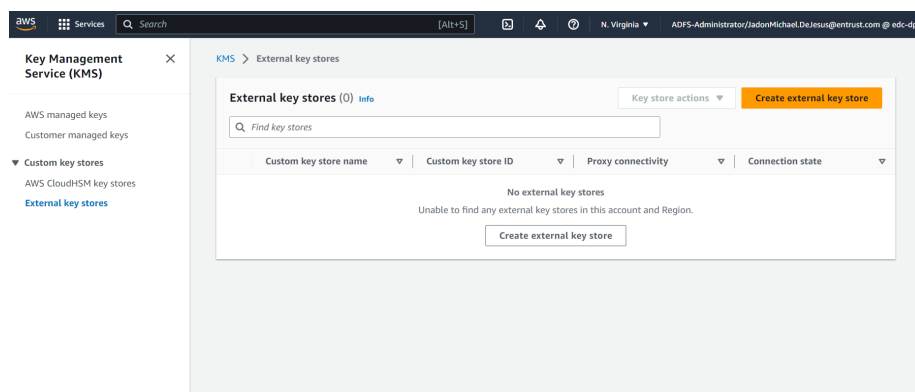 aws
Services
Search
[Alt+S]
N. Virginia ▼
ADFS-Administrator/JadonMichael.DeJesus@entrust.com @ edc-dp
Key Management
Service (KMS)
AWS managed keys
Customer managed keys
▼ Custom key stores
AWS CloudHSM key stores
External key stores
KMS > External key stores
External key stores (0) Info
Key store actions ▼
Create external key store
Find key stores
Custom key store name
Custom key store ID
Proxy connectivity
Connection state
No external key stores
Unable to find any external key stores in this account and Region.
Create external key store